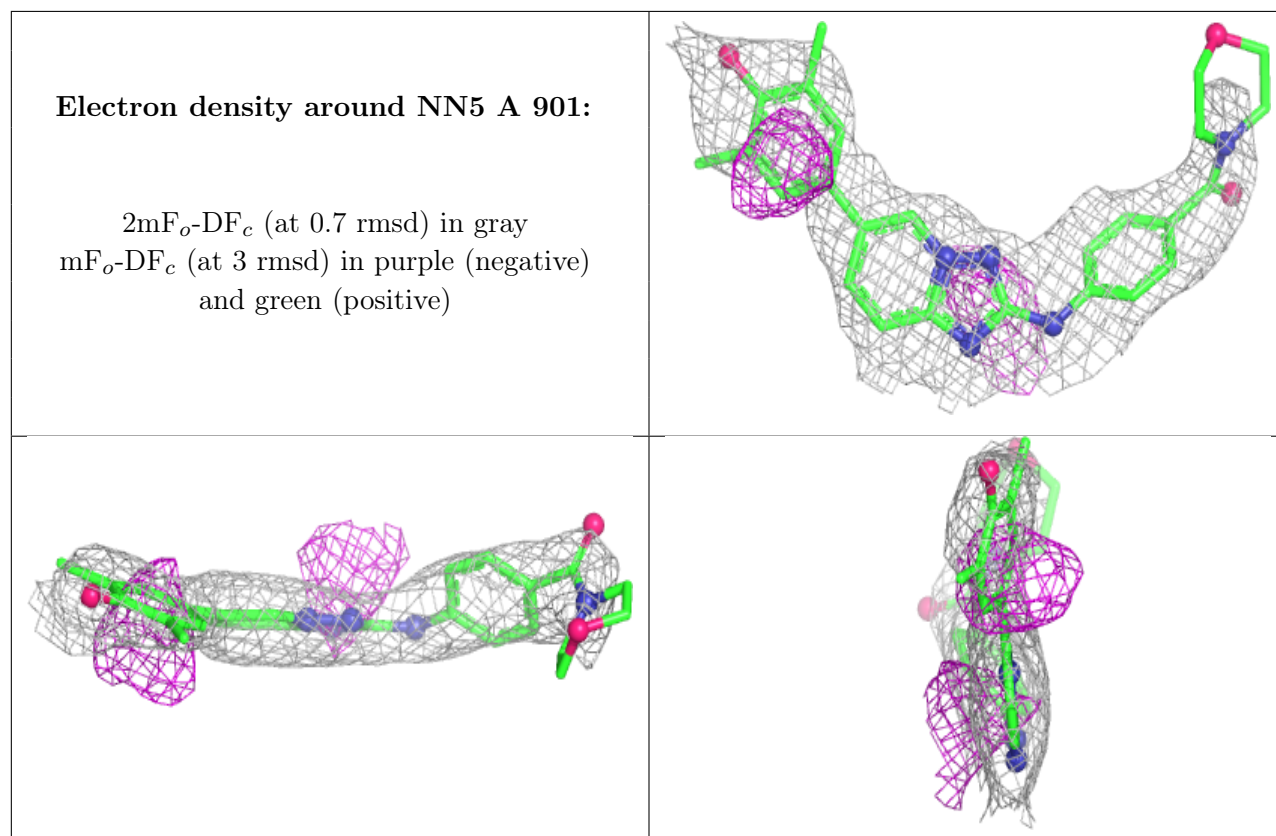 Electron density around NN5 A 901:
2mFo-DFc (at 0.7 rmsd) in gray
mFo-DFc (at 3 rmsd) in purple (negative)
and green (positive)